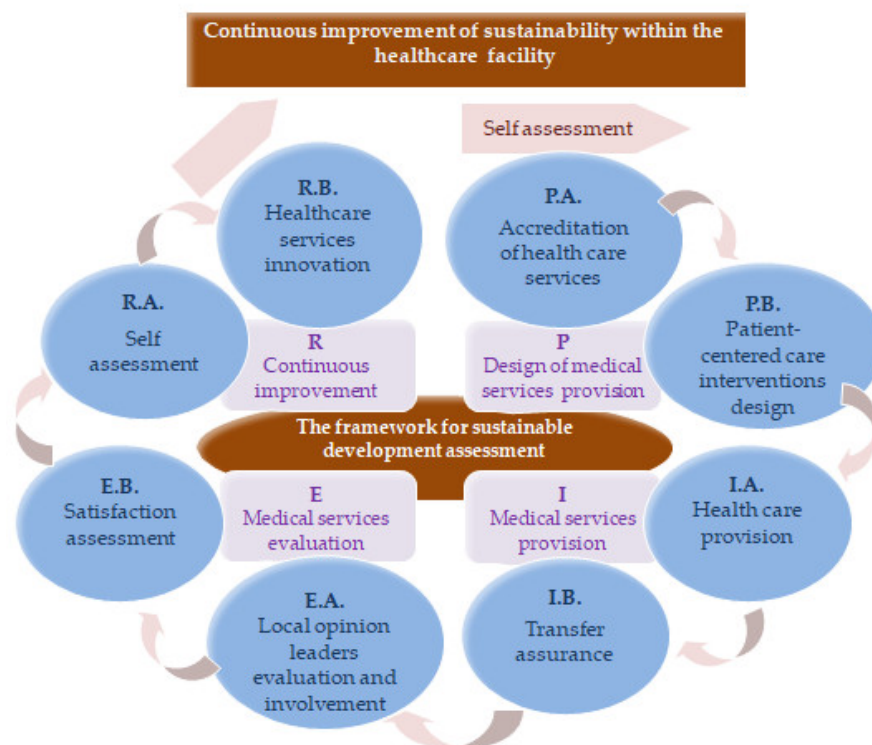 Continuous improvement of sustainability within the
healthcare facility
Self assessment
R.B.
Healthcare
services
innovation
P.A.
Accreditation
of health care
services
R.A.
Self
assessment
P.B.
Patient-
centered care
interventions
design
R
Continuous
improvement
P
Design of medical
services provision
The framework for sustainable
development assessment
E.B.
Satisfaction
assessment
E
Medical services
evaluation
I
Medical services
provision
I.A.
Health care
provision
E.A.
Local opinion
leaders
evaluation and
involvement
I.B.
Transfer
assurance